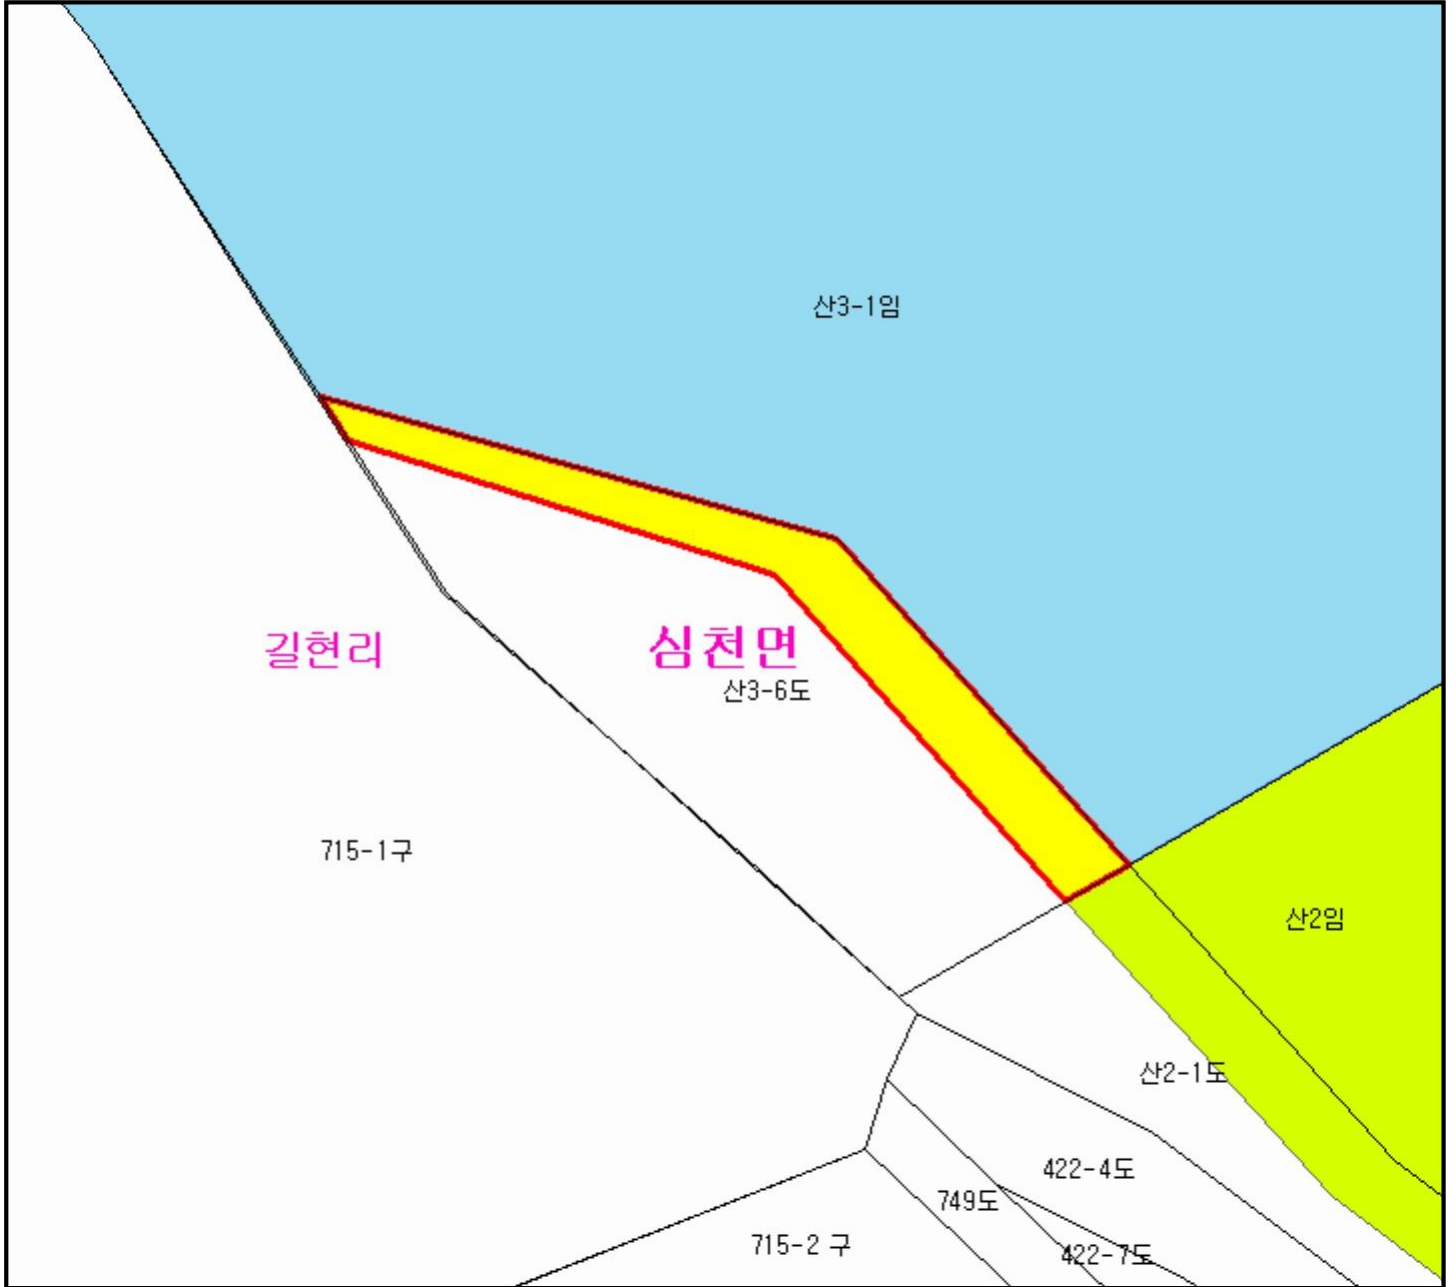 산3-1임
길현리
심천면
산3-6도
715-1구
산2임
산2-1도
422-4도
749도
715-2 구
422-7도